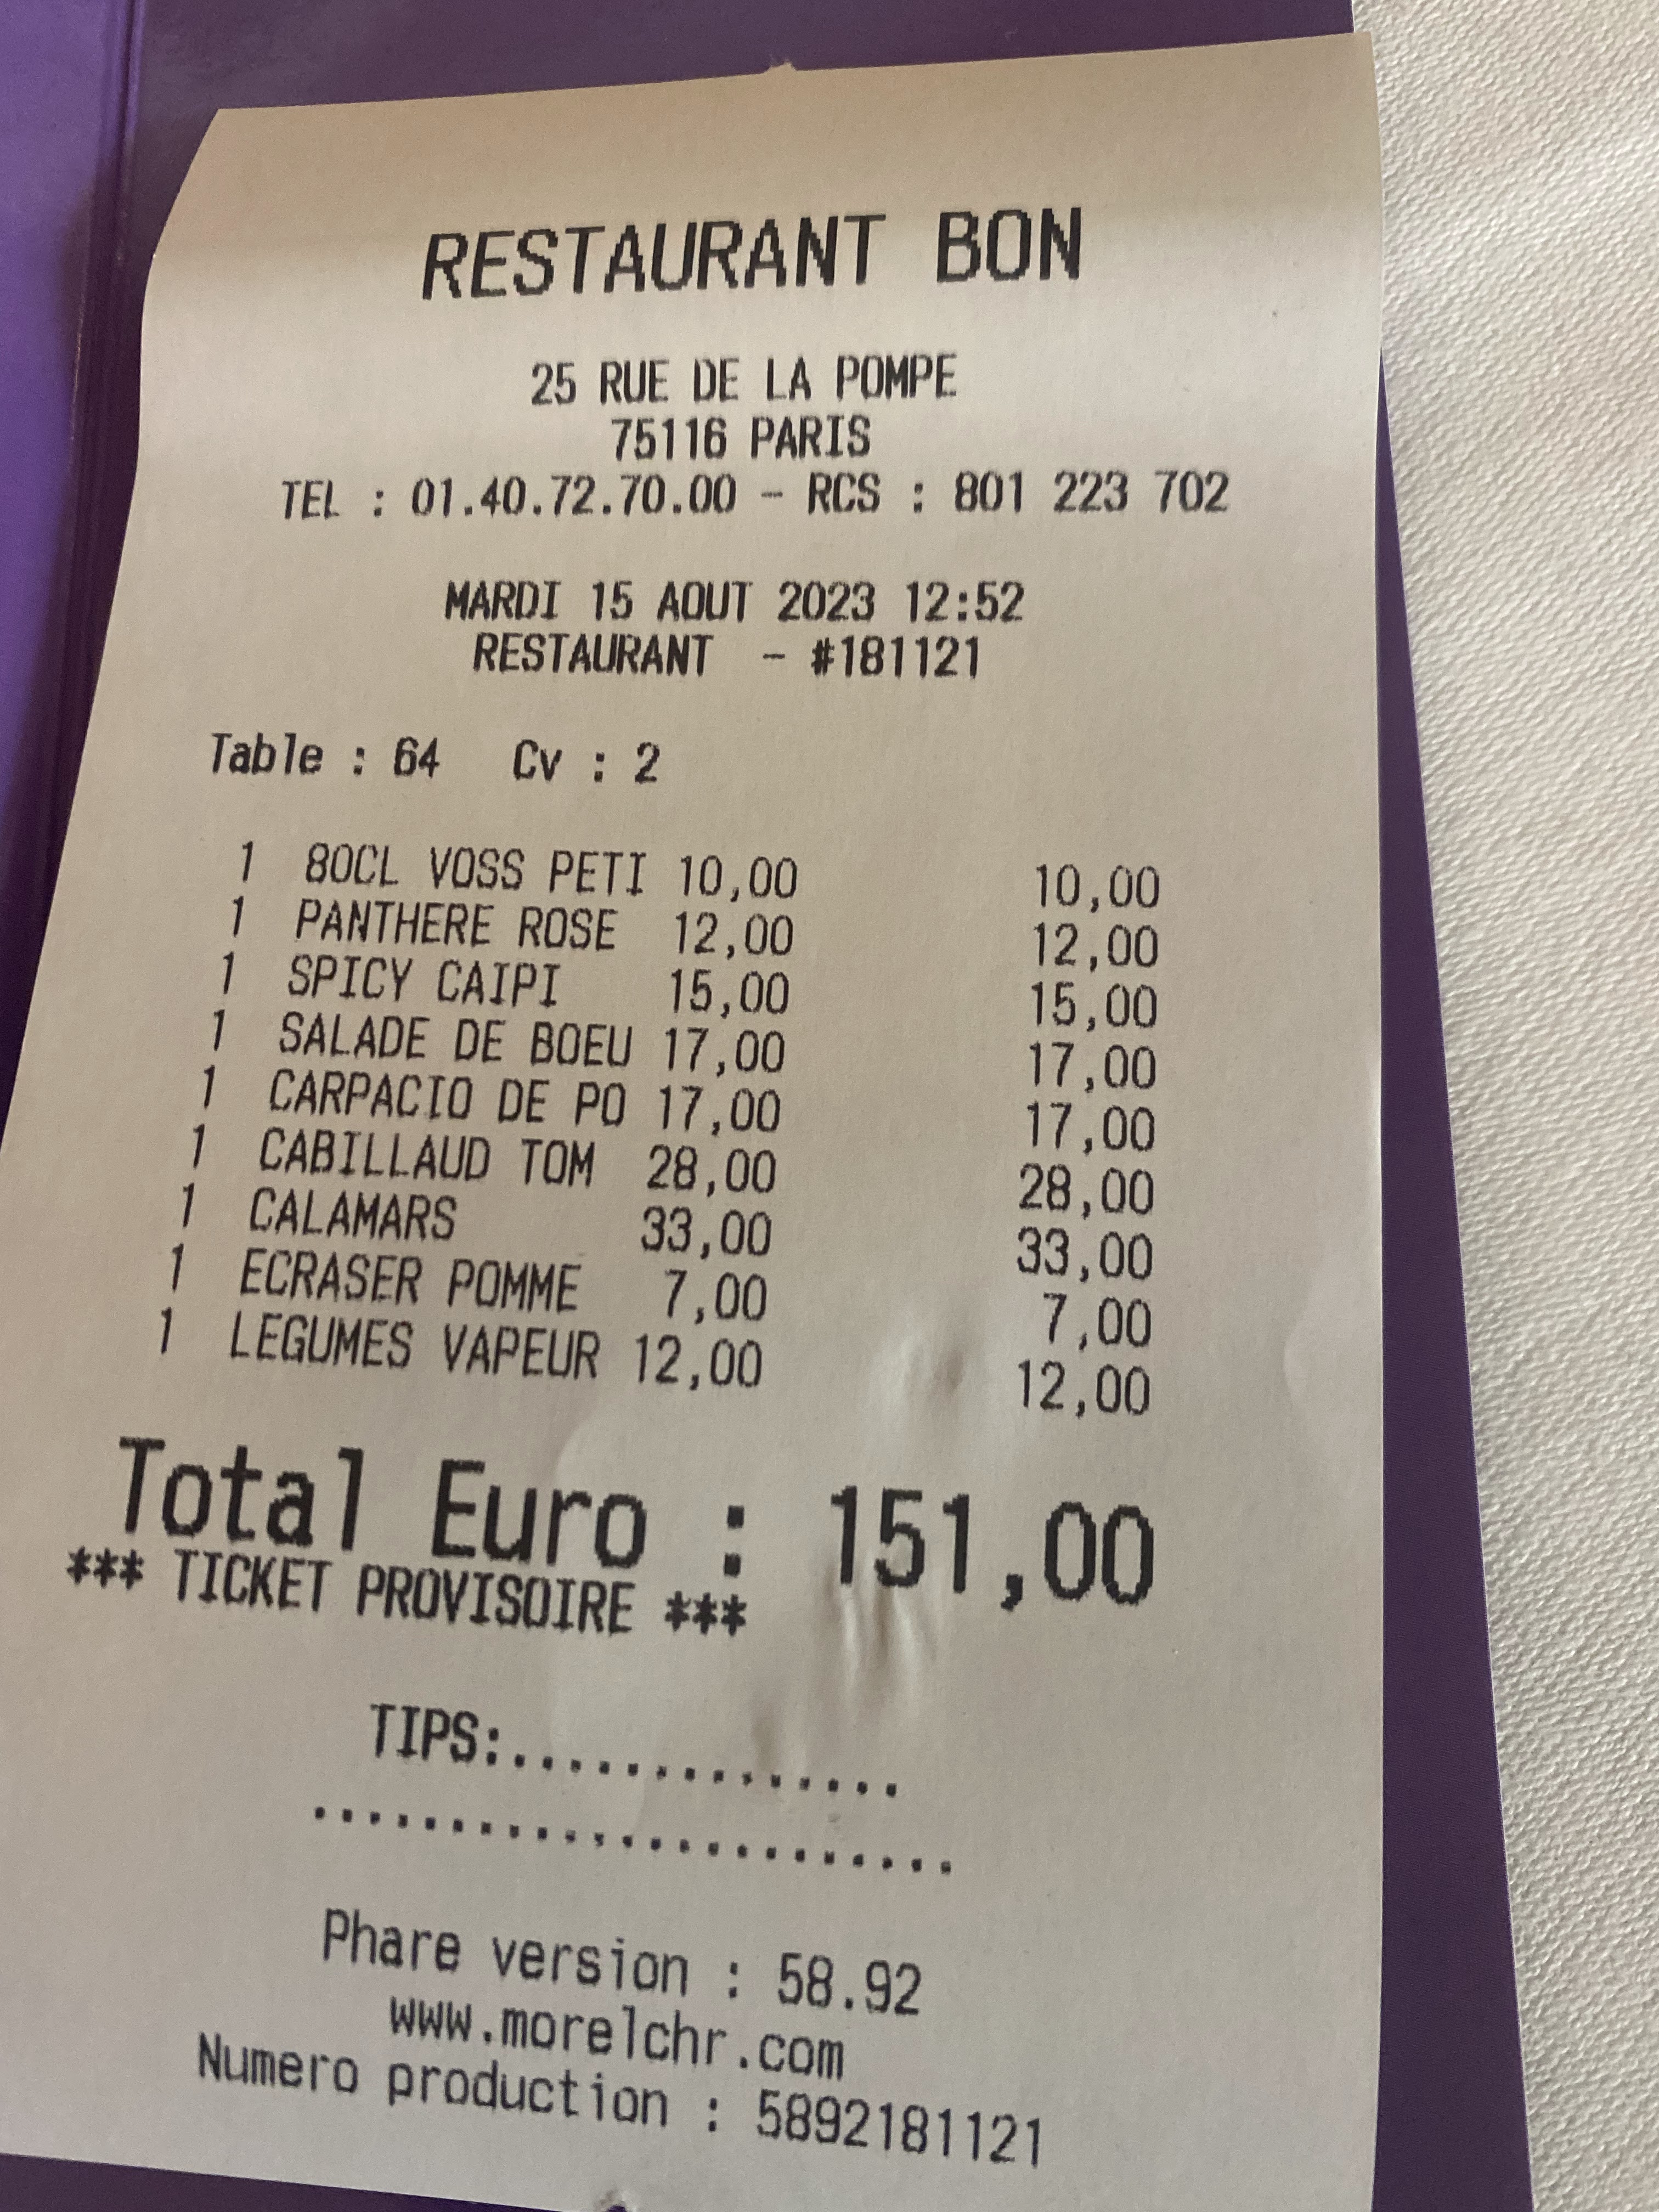 RESTAURANT BON
25 RUE DE LA POMPE
75116 PARIS
TEL : 01.40.72.70.00 - RCS : 801 223 702
MARDI 15 AOUT 2023 12:52
RESTAURANT - #181121
Table : 64 Cv : 2
1 80CL VOSS PETI 10,00 10,00
1 PANTHERE ROSE 12,00 12,00
1 SPICY CAIPI 15,00 15,00
1 SALADE DE BOEU 17,00 17,00
1 CARPACIO DE PO 17,00 17,00
1 CABILLAUD TOM 28,00 28,00
1 CALAMARS 33,00 33,00
1 ECRASER POMME 7,00 7,00
1 LEGUMES VAPEUR 12,00 12,00
Total Euro : 151,00
*** TICKET PROVISOIRE ***
TIPS:..............
........................
Phare version : 58.92
www.morelchr.com
Numero production : 5892181121